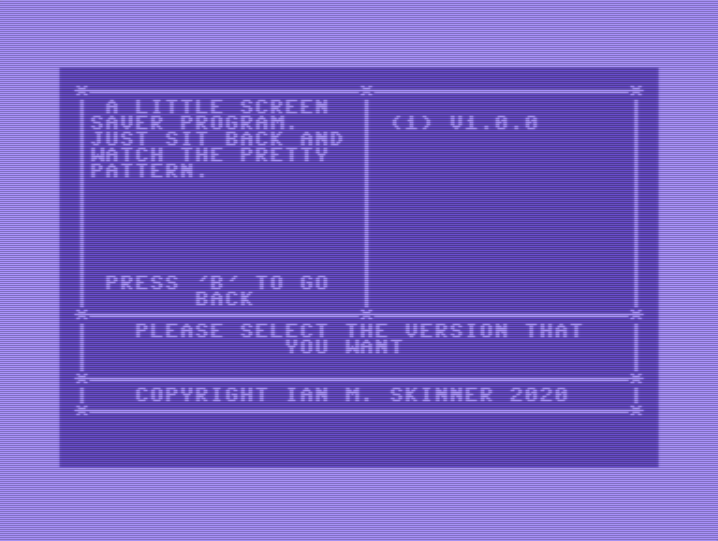 A LITTLE SCREEN
SAVER PROGRAM.
JUST SIT BACK AND
WATCH THE PRETTY
PATTERN.
PRESS 'B' TO GO
BACK
(1) V1.0.0
PLEASE SELECT THE VERSION THAT
YOU WANT
COPYRIGHT IAN M. SKINNER 2020